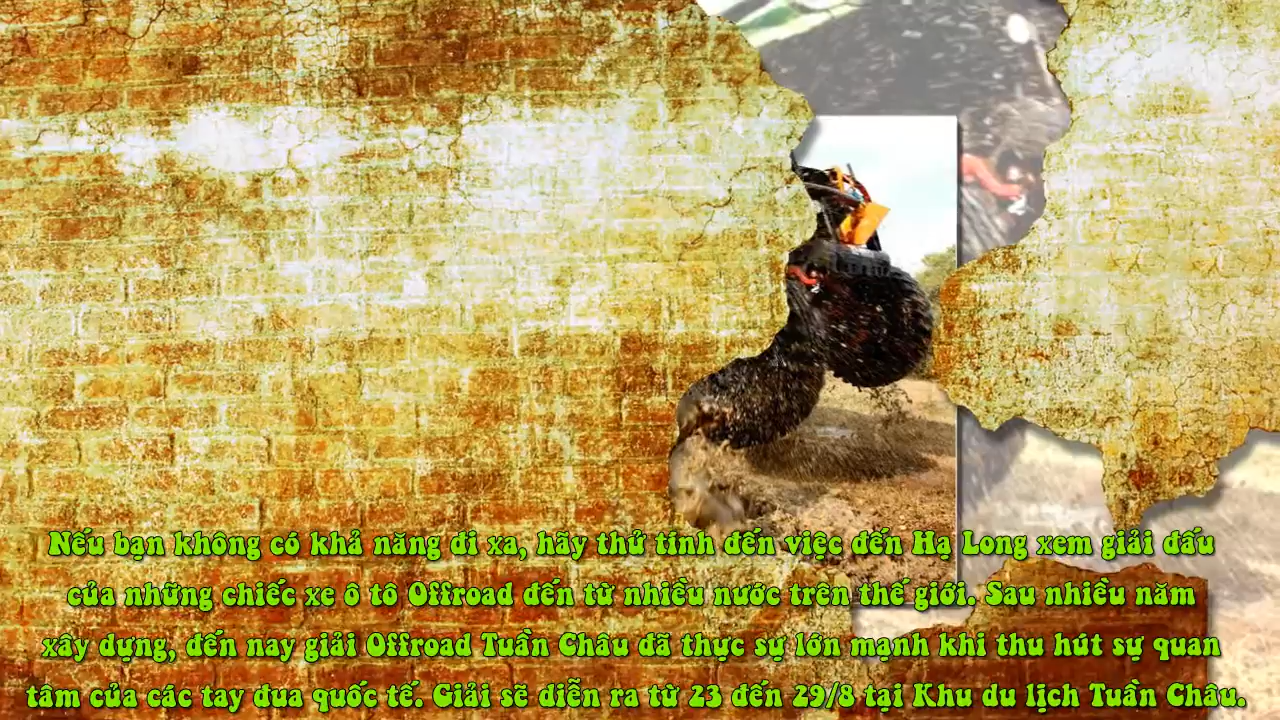 Nếu bạn không có khả năng đi xa, hãy thử tính đến việc đến Hạ Long xem giải đấu
của những chiếc xe ô tô Offroad đến từ nhiều nước trên thế giới. Sau nhiều năm
xây dựng, đến nay giải Offroad Tuần Châu đã thực sự lớn mạnh khi thu hút sự quan
tâm của các tay đua quốc tế. Giải sẽ diễn ra từ 23 đến 29/8 tại Khu du lịch Tuần Châu.